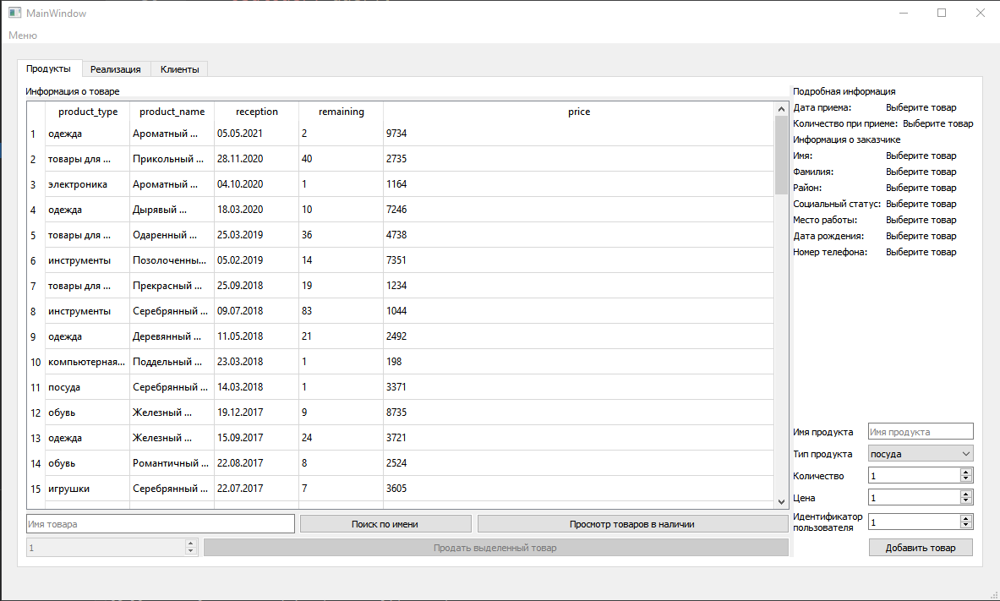 MainWindow
Меню
Продукты Реализация Клиенты
Информация о товаре
product_type product_name reception remaining price
1 одежда Ароматный ... 05.05.2021 2 9734
2 товары для ... Прикольный ... 28.11.2020 40 2735
3 электроника Ароматный ... 04.10.2020 1 1164
4 одежда Дырявый ... 18.03.2020 10 7246
5 товары для ... Одаренный ... 25.03.2019 36 4738
6 инструменты Позолоченны... 05.02.2019 14 7351
7 товары для ... Прекрасный ... 25.09.2018 19 1234
8 инструменты Серебрянный ... 09.07.2018 83 1044
9 одежда Деревянный ... 11.05.2018 21 2492
10 компьютерная... Поддельный ... 23.03.2018 1 198
11 посуда Серебрянный ... 14.03.2018 1 3371
12 обувь Железный ... 19.12.2017 9 8735
13 одежда Железный ... 15.09.2017 24 3721
14 обувь Романтичный ... 22.08.2017 8 2524
15 игрушки Серебрянный ... 22.07.2017 7 3605
Имя товара Поиск по имени Просмотр товаров в наличии
1 Продать выделенный товар
Подробная информация
Дата приема: Выберите товар
Количество при приеме: Выберите товар
Информация о заказчике
Имя: Выберите товар
Фамилия: Выберите товар
Район: Выберите товар
Социальный статус: Выберите товар
Место работы: Выберите товар
Дата рождения: Выберите товар
Номер телефона: Выберите товар
Имя продукта Имя продукта
Тип продукта посуда
Количество 1
Цена 1
Идентификатор
пользователя 1
Добавить товар